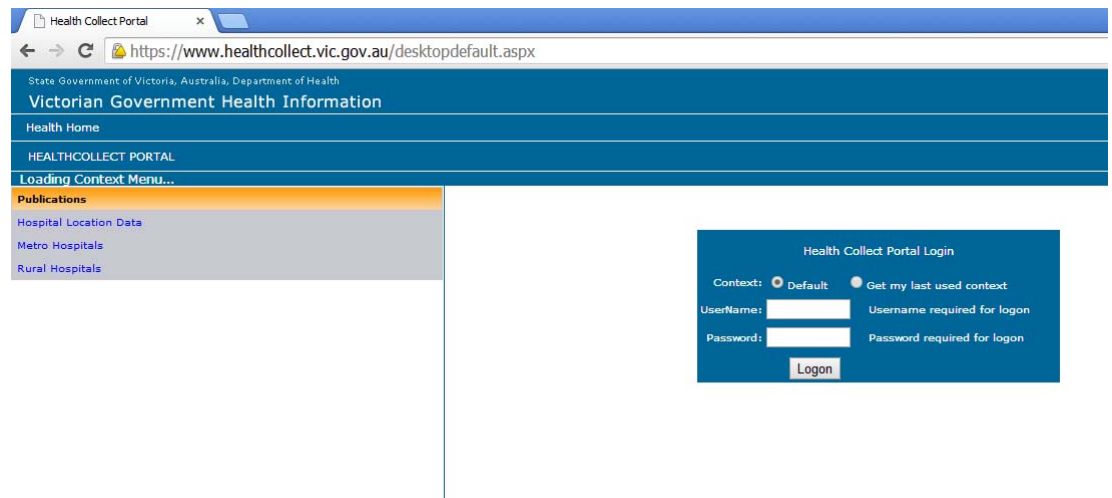 Health Collect Portal
https://www.healthcollect.vic.gov.au/desktopdefault.aspx
State Government of Victoria, Australia, Department of Health
Victorian Government Health Information
Health Home
HEALTHCOLLECT PORTAL
Loading Context Menu...
Publications
Hospital Location Data
Metro Hospitals
Rural Hospitals
Health Collect Portal Login
Context: Default Get my last used context
UserName: Username required for logon
Password: Password required for logon
Logon